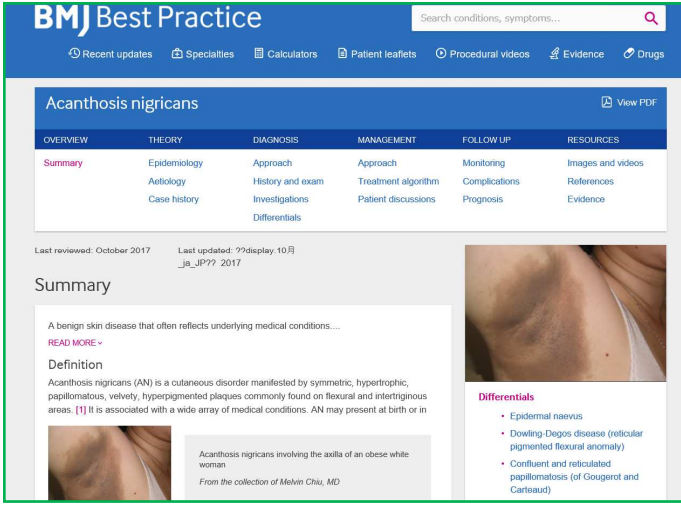 BMJ Best Practice
Search conditions, symptoms...
Recent updates Specialties Calculators Patient leaflets Procedural videos Evidence Drugs
Acanthosis nigricans
View PDF
OVERVIEW THEORY DIAGNOSIS MANAGEMENT FOLLOW UP RESOURCES
Summary Epidemiology Approach Approach Monitoring Images and videos
Aetiology History and exam Treatment algorithm Complications References
Case history Investigations Patient discussions Prognosis Evidence
Differentials
Last reviewed: October 2017 Last updated: ??display.10月
_ja_JP?? 2017
Summary
A benign skin disease that often reflects underlying medical conditions....
READ MORE
Definition
Acanthosis nigricans (AN) is a cutaneous disorder manifested by symmetric, hypertrophic,
papillomatous, velvety, hyperpigmented plaques commonly found on flexural and intertriginous
areas. [1] It is associated with a wide array of medical conditions. AN may present at birth or in
Acanthosis nigricans involving the axilla of an obese white
woman
From the collection of Melvin Chiu, MD
Differentials
• Epidermal naevus
• Dowling-Degos disease (reticular
pigmented flexural anomaly)
• Confluent and reticulated
papillomatosis (of Gougerot and
Carteaud)